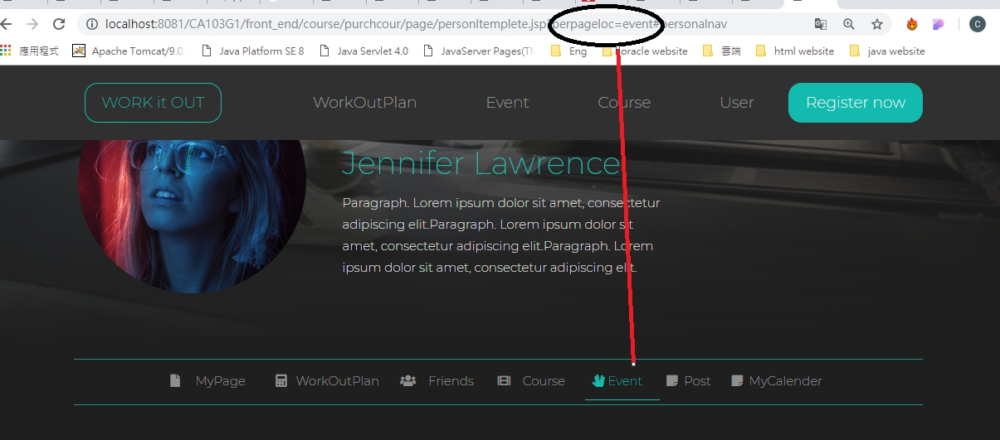 localhost:8081/CA103G1/front_end/course/purchcour/page/personItemplete.jsp?perpageloc=event#personalnav
應用程式 Apache Tomcat/9.0. Java Platform SE 8 Java Servlet 4.0 JavaServer Pages(TM Eng oracle website 雲端 html website java website
WORK it OUT WorkOutPlan Event Course User Register now
Jennifer Lawrence
Paragraph. Lorem ipsum dolor sit amet, consectetur
adipiscing elit.Paragraph. Lorem ipsum dolor sit
amet, consectetur adipiscing elit.Paragraph. Lorem
ipsum dolor sit amet, consectetur adipiscing elit.
MyPage WorkOutPlan Friends Course Event Post MyCalender